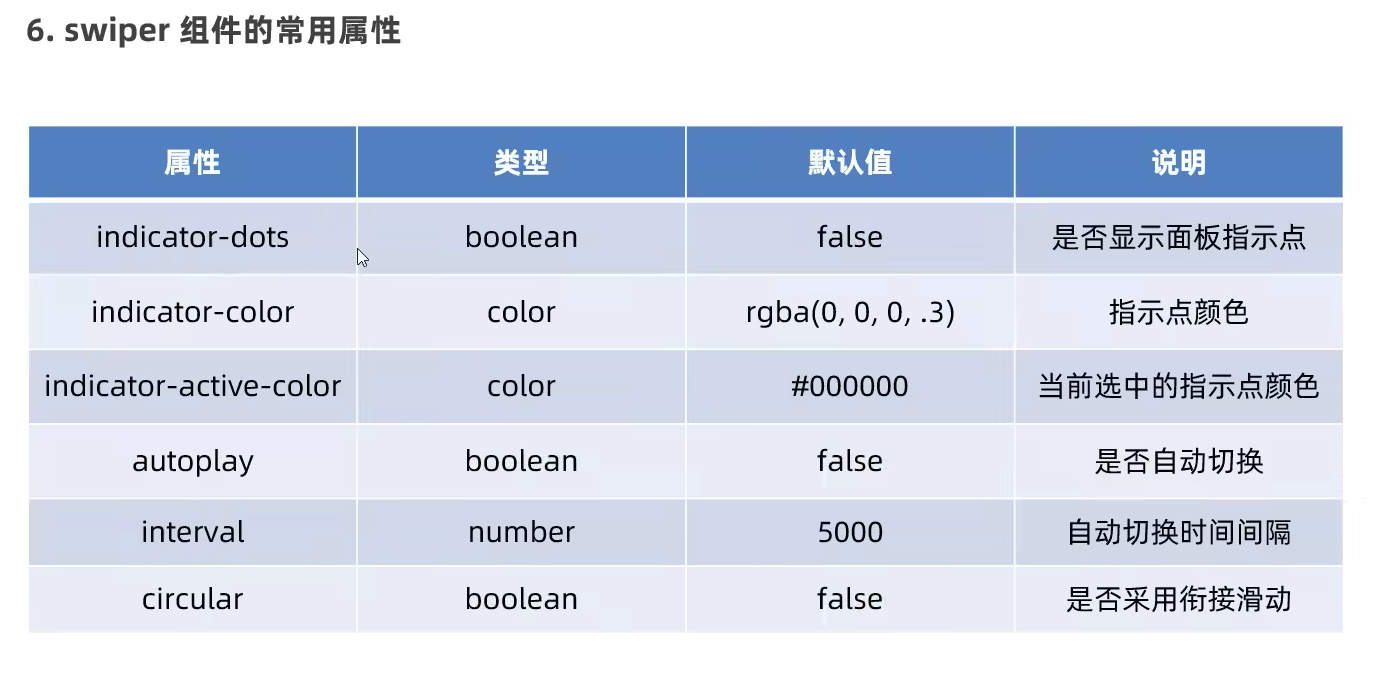 6. swiper 组件的常用属性
属性 类型 默认值 说明
indicator-dots boolean false 是否显示面板指示点
indicator-color color rgba(0, 0, 0, .3) 指示点颜色
indicator-active-color color #000000 当前选中的指示点颜色
autoplay boolean false 是否自动切换
interval number 5000 自动切换时间间隔
circular boolean false 是否采用衔接滑动